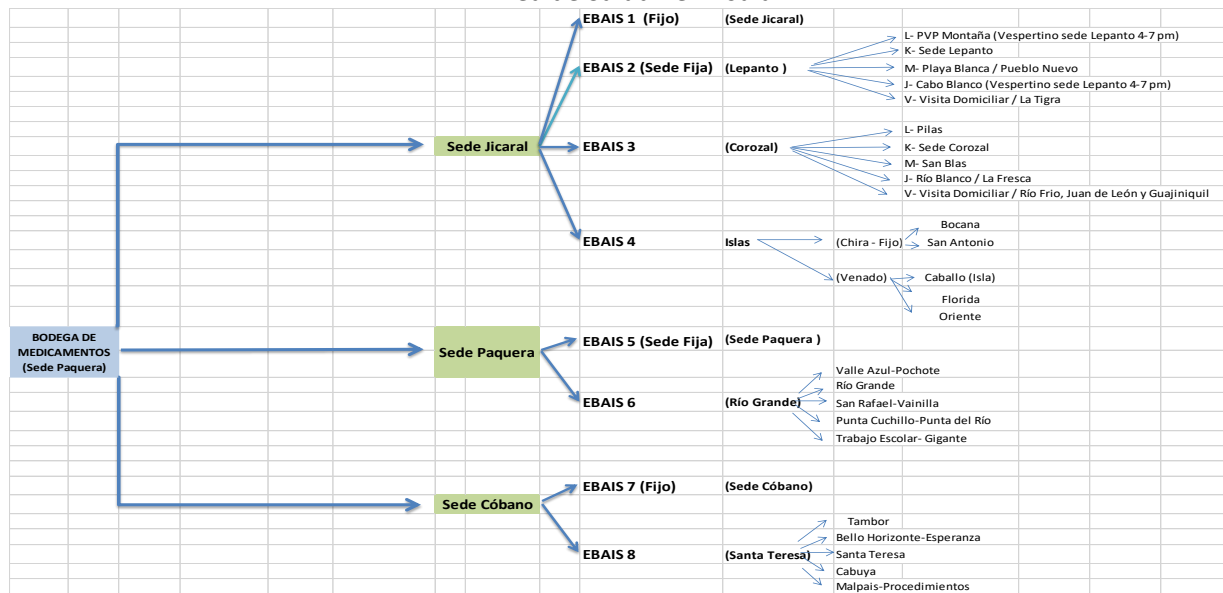 EBAIS 1 (Fijo)
(Sede Jicaral)
EBAIS 2 (Sede Fija)
(Lepanto )
L- PVP Montaña (Vespertino sede Lepanto 4-7 pm)
K- Sede Lepanto
M- Playa Blanca / Pueblo Nuevo
J- Cabo Blanco (Vespertino sede Lepanto 4-7 pm)
V- Visita Domiciliar / La Tigra
Sede Jicaral
EBAIS 3
(Corozal)
L- Pilas
K- Sede Corozal
M- San Blas
J- Río Blanco / La Fresca
V- Visita Domiciliar / Río Frio, Juan de León y Guajiniquil
EBAIS 4
Islas
(Chira - Fijo)
Bocana
San Antonio
(Venado)
Caballo (Isla)
Florida
Oriente
BODEGA DE
MEDICAMENTOS
(Sede Paquera)
Sede Paquera
EBAIS 5 (Sede Fija)
(Sede Paquera )
EBAIS 6
(Río Grande)
Valle Azul-Pochote
Río Grande
San Rafael-Vainilla
Punta Cuchillo-Punta del Río
Trabajo Escolar- Gigante
Sede Cóbano
EBAIS 7 (Fijo)
(Sede Cóbano)
EBAIS 8
(Santa Teresa)
Tambor
Bello Horizonte-Esperanza
Santa Teresa
Cabuya
Malpais-Procedimientos